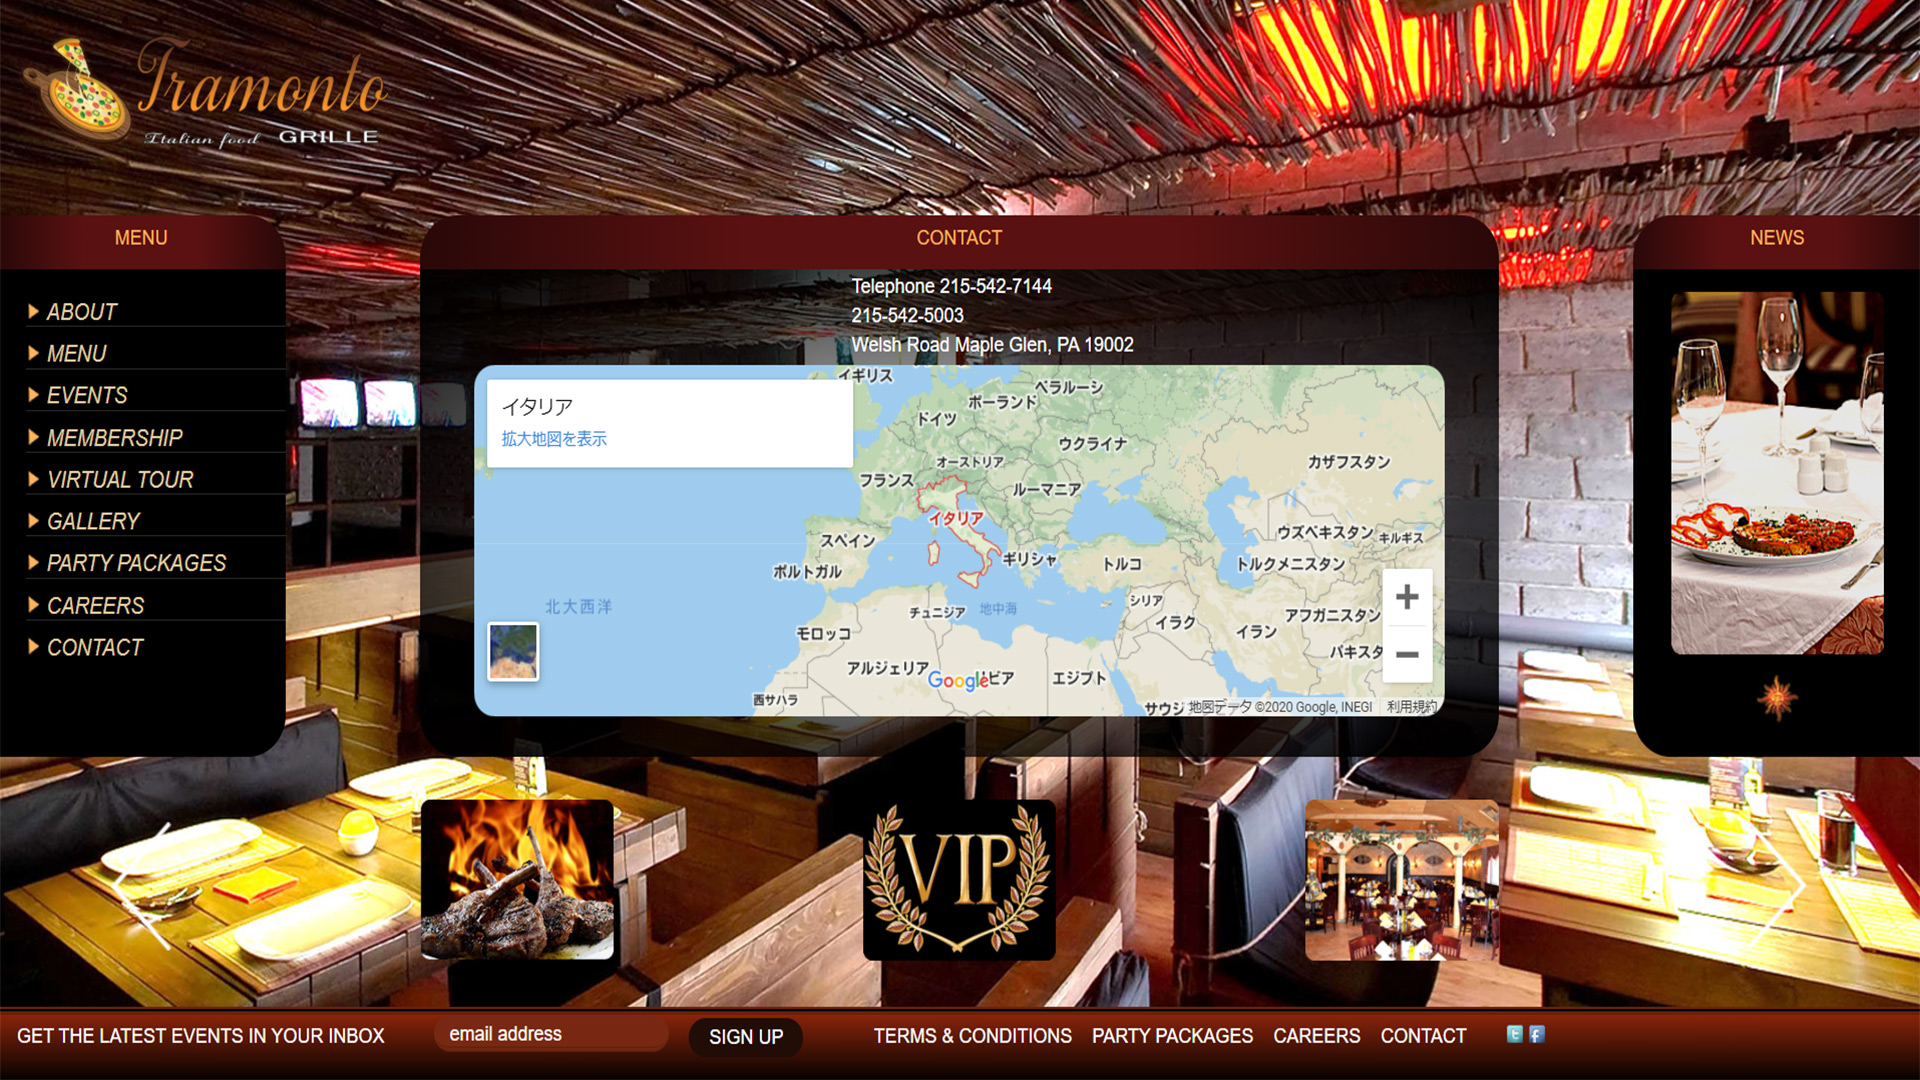 Tramonto
Italian food GRILLE
MENU
ABOUT
MENU
EVENTS
MEMBERSHIP
VIRTUAL TOUR
GALLERY
PARTY PACKAGES
CAREERS
CONTACT
CONTACT
Telephone 215-542-7144
215-542-5003
Welsh Road Maple Glen, PA 19002
イタリア
拡大地図を表示
イギリス
ベラルーシ
ポーランド
ドイツ
ウクライナ
オーストリア
カザフスタン
フランス
ルーマニア
イタリア
ウズベキスタン
キルギス
スペイン
ギリシャ
トルコ
トルクメニスタン
ポルトガル
北大西洋
チュニジア
地中海
シリア
アフガニスタン
モロッコ
イラク
イラン
パキスタ
アルジェリア
Google
ビア
エジプト
西サハラ
サウジ
地図データ ©2020 Google, INEGI
利用規約
NEWS
VIP
GET THE LATEST EVENTS IN YOUR INBOX
email address
SIGN UP
TERMS & CONDITIONS
PARTY PACKAGES
CAREERS
CONTACT